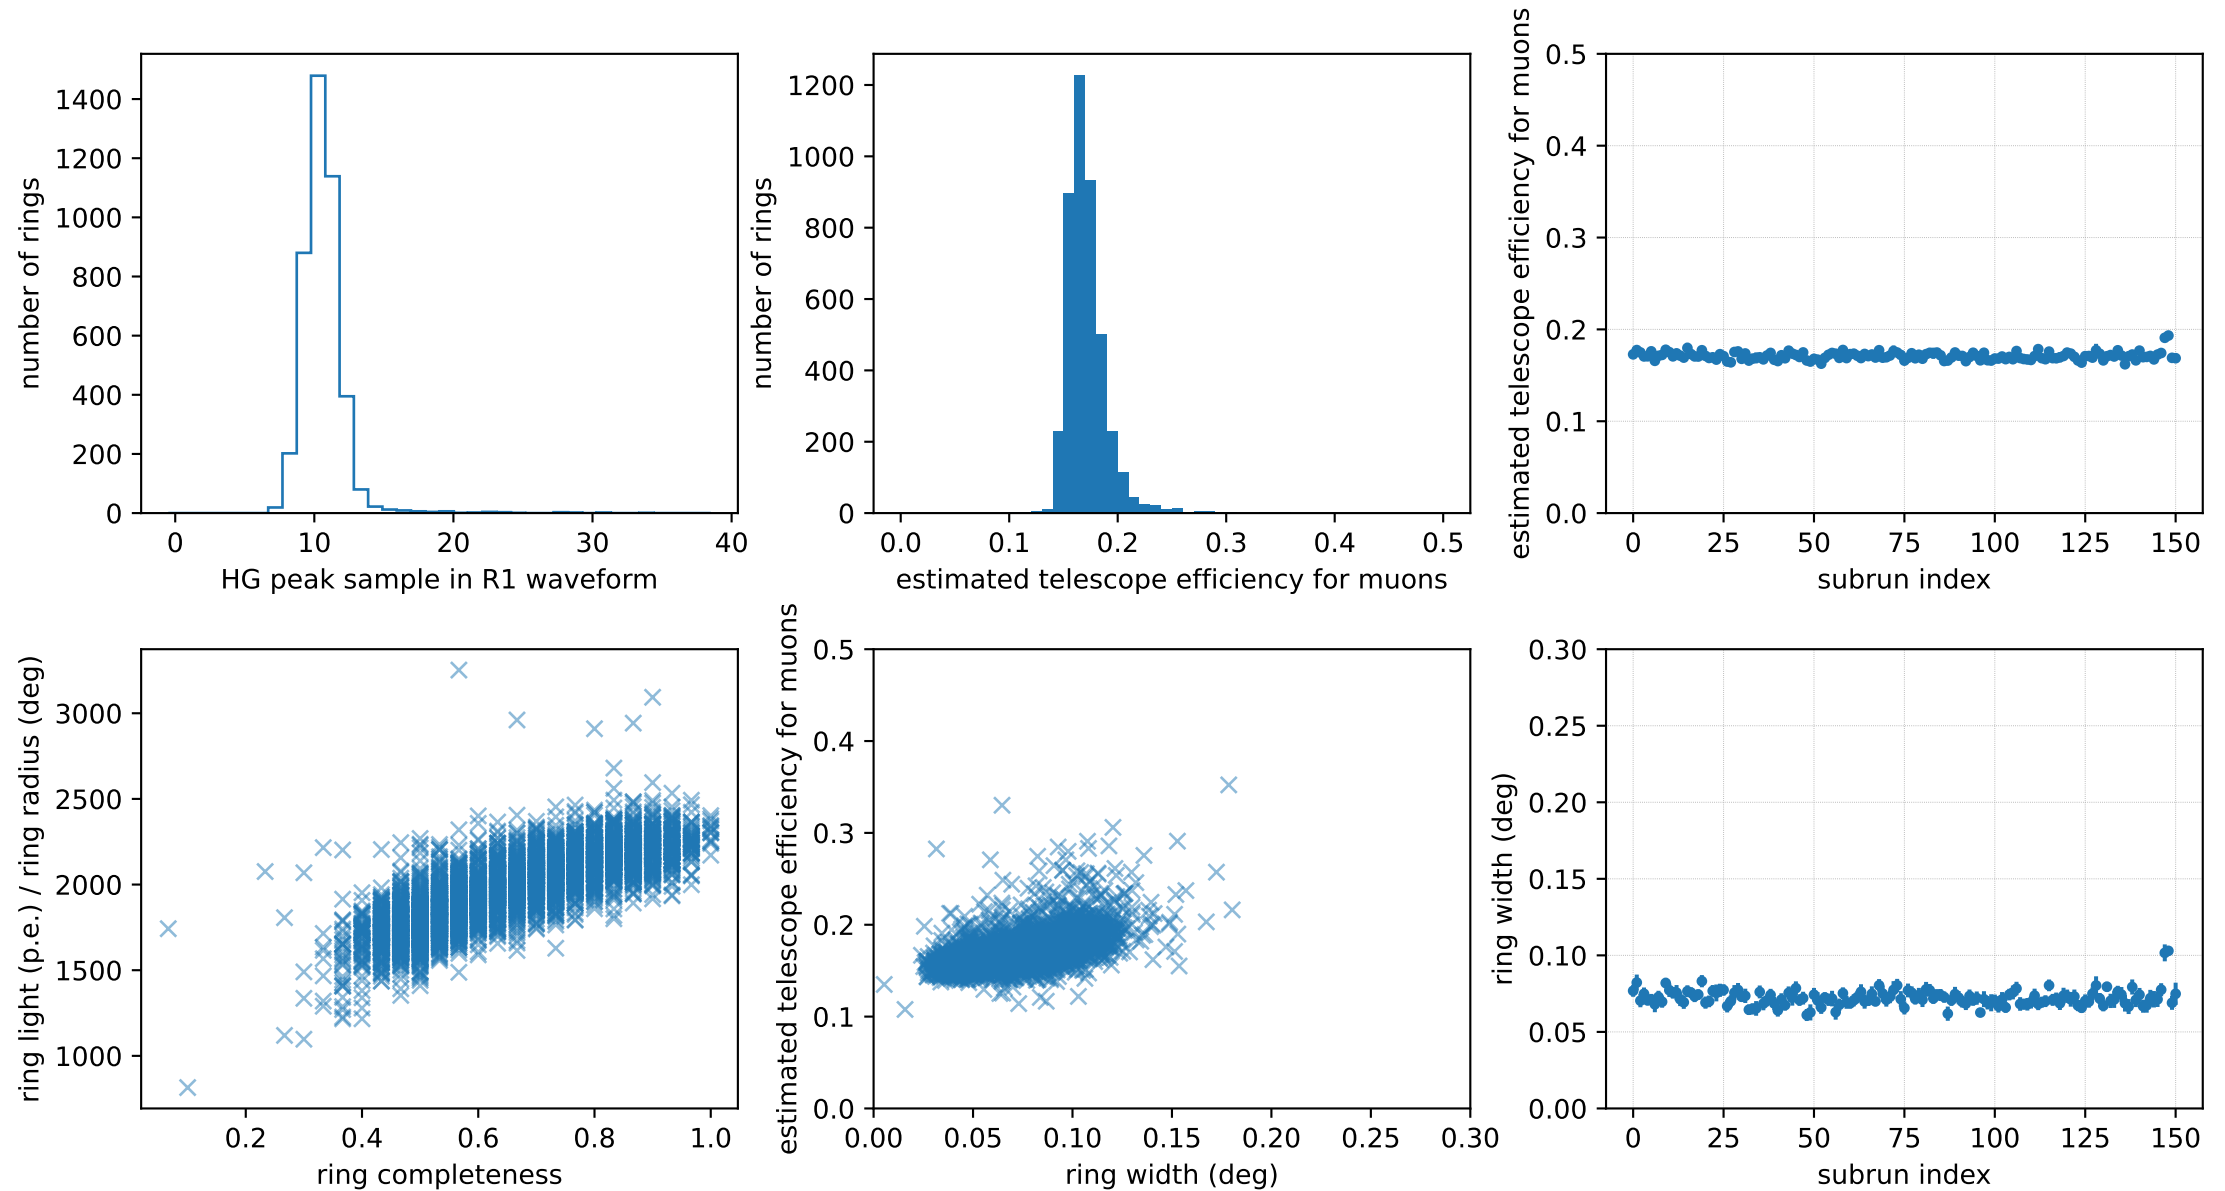 number of rings
1400
1200
1000
800
600
400
200
0
0 10 20 30 40
HG peak sample in R1 waveform
number of rings
1200
1000
800
600
400
200
0
0.0 0.1 0.2 0.3 0.4 0.5
estimated telescope efficiency for muons
estimated telescope efficiency for muons
0.5
0.4
0.3
0.2
0.1
0.0
0 25 50 75 100 125 150
subrun index
ring light (p.e.) / ring radius (deg)
3000
2500
2000
1500
1000
0.2 0.4 0.6 0.8 1.0
ring completeness
estimated telescope efficiency for muons
0.5
0.4
0.3
0.2
0.1
0.0
0.00 0.05 0.10 0.15 0.20 0.25 0.30
ring width (deg)
ring width (deg)
0.30
0.25
0.20
0.15
0.10
0.05
0.00
0 25 50 75 100 125 150
subrun index